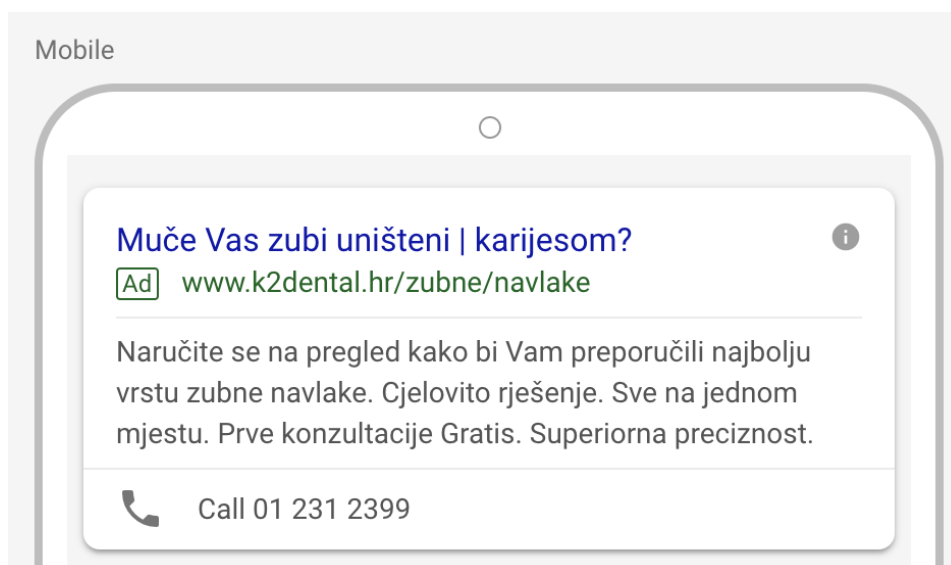 Mobile
Muče Vas zubi uništeni | karijesom?
Ad www.k2dental.hr/zubne/navlake
Naručite se na pregled kako bi Vam preporučili najbolju
vrstu zubne navlake. Cjelovito rješenje. Sve na jednom
mjestu. Prve konzultacije Gratis. Superiorna preciznost.
Call 01 231 2399